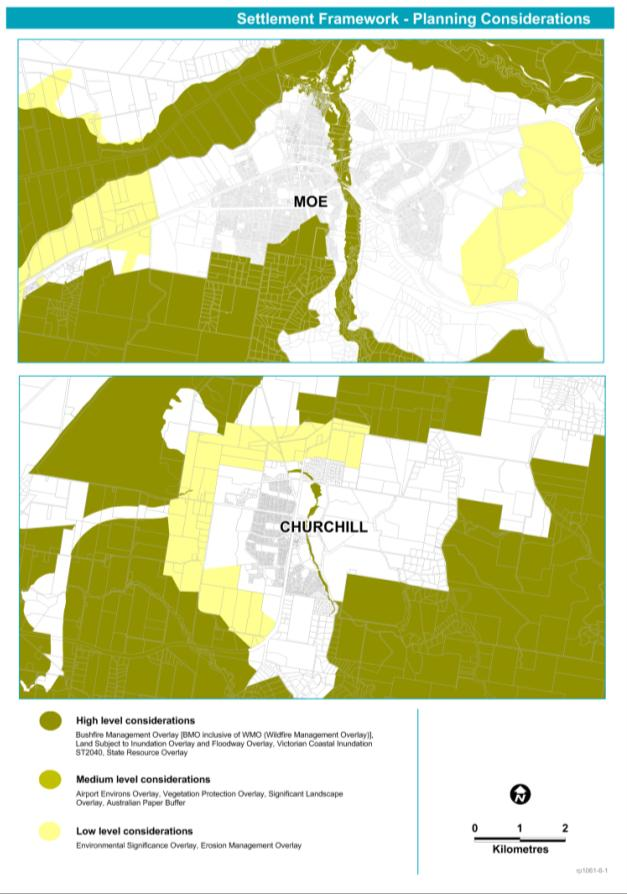 Settlement Framework - Planning Considerations
MOE
CHURCHILL
High level considerations
Bushfire Management Overlay [BMO inclusive of WMO (Wildfire Management Overlay)],
Land Subject to Inundation Overlay and Floodway Overlay, Victorian Coastal Inundation
ST2040, State Resource Overlay
Medium level considerations
Airport Environs Overlay, Vegetation Protection Overlay, Significant Landscape
Overlay, Australian Paper Buffer
Low level considerations
Environmental Significance Overlay, Erosion Management Overlay
N
0 1 2
Kilometres
rp1061-6-1